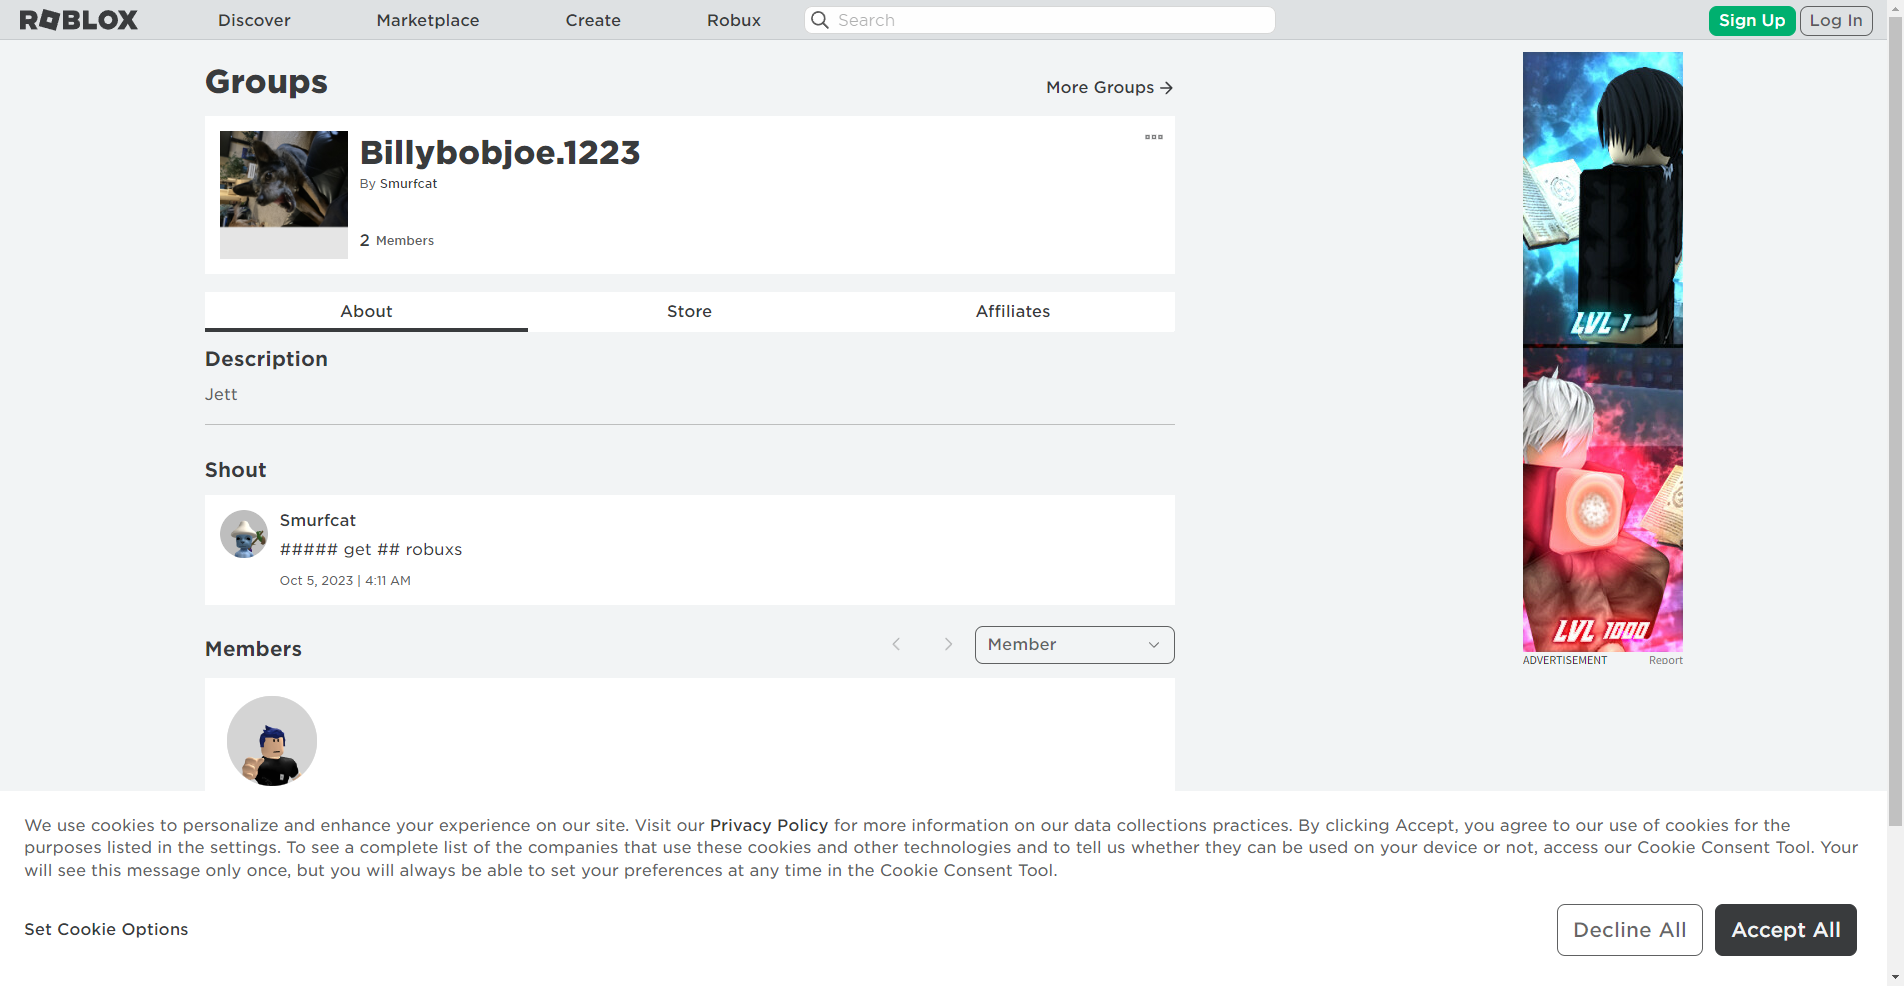 ROBLOX
Discover
Marketplace
Create
Robux
Search
Sign Up
Log In
Groups
More Groups
Billybobjoe.1223
By Smurfcat
2 Members
About
Store
Affiliates
Description
Jett
Shout
Smurfcat
##### get ## robuxs
Oct 5, 2023 | 4:11 AM
Members
Member
LVL 1
LVL 1000
ADVERTISEMENT
Report
We use cookies to personalize and enhance your experience on our site. Visit our Privacy Policy for more information on our data collections practices. By clicking Accept, you agree to our use of cookies for the
purposes listed in the settings. To see a complete list of the companies that use these cookies and other technologies and to tell us whether they can be used on your device or not, access our Cookie Consent Tool. Your
will see this message only once, but you will always be able to set your preferences at any time in the Cookie Consent Tool.
Set Cookie Options
Decline All
Accept All